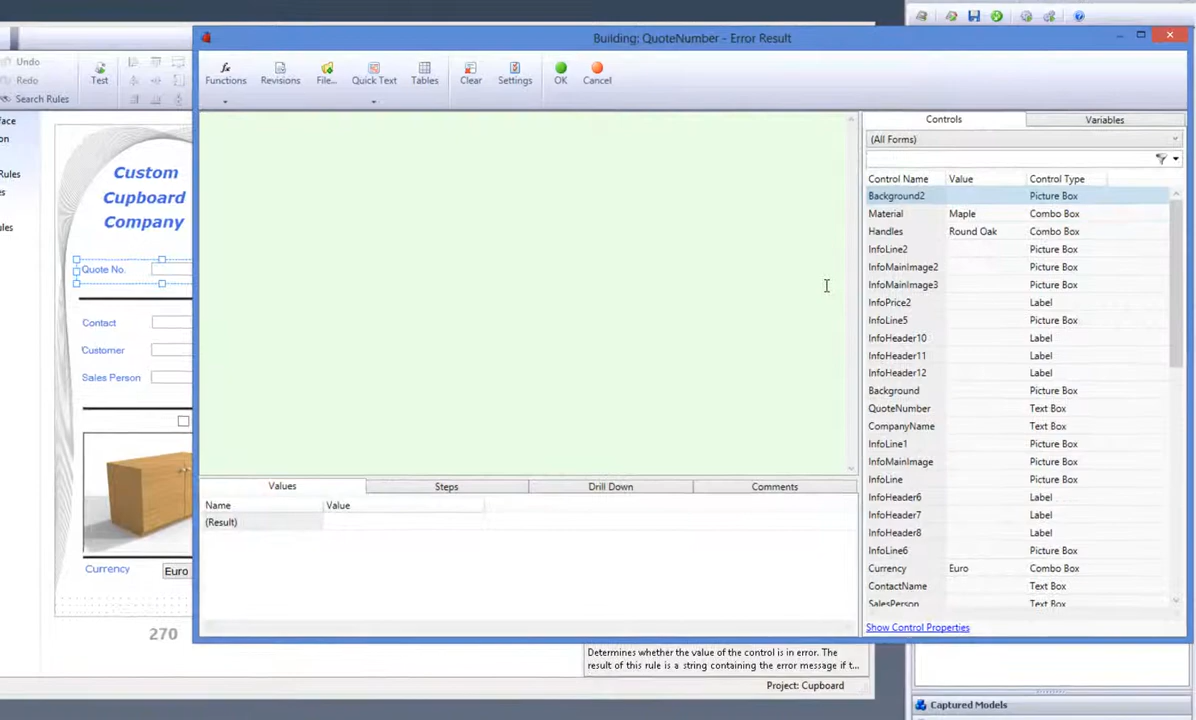 Building: QuoteNumber - Error Result
Undo
Redo
Search Rules
Test
Functions
Revisions
File...
Quick Text
Tables
Clear
Settings
OK
Cancel
Controls
Variables
(All Forms)
Control Name Value Control Type
Background2 Picture Box
Material Maple Combo Box
Handles Round Oak Combo Box
InfoLine2 Picture Box
InfoMainImage2 Picture Box
InfoMainImage3 Picture Box
InfoPrice2 Label
InfoLine5 Picture Box
InfoHeader10 Label
InfoHeader11 Label
InfoHeader12 Label
Background Picture Box
QuoteNumber Text Box
CompanyName Text Box
InfoLine1 Picture Box
InfoMainImage Picture Box
InfoLine Picture Box
InfoHeader6 Label
InfoHeader7 Label
InfoHeader8 Label
InfoLine6 Picture Box
Currency Euro Combo Box
ContactName Text Box
SalesPerson Text Box
Show Control Properties
face
on
Rules
s
ules
Custom
Cupboard
Company
Quote No.
Contact
Customer
Sales Person
Currency Euro
270
Values
Steps
Drill Down
Comments
Name Value
(Result)
Determines whether the value of the control is in error. The
result of this rule is a string containing the error message if t...
Project: Cupboard
Captured Models